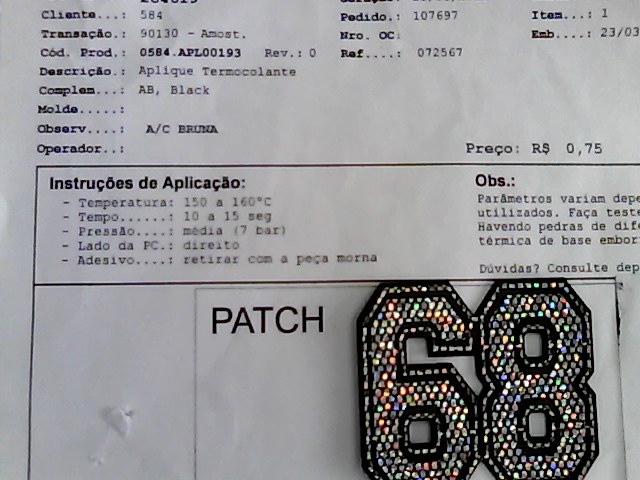 Cliente...: 584 Pedido.: 107697 Item...: 1
Transação.: 90130 - Amost. Nro. OC: Emb....: 23/03
Cód. Prod.: 0584.APL00193 Rev.: 0 Ref....: 072567
Descrição.: Aplique Termocolante
Complem...: AB, Black
Molde.....:
Observ....: A/C BRUNA
Operador..: Preço: R$ 0,75
Instruções de Aplicação: Obs.:
- Temperatura: 150 a 160°C Parâmetros variam depe
- Tempo......: 10 a 15 seg utilizados. Faça teste
- Pressão....: média (7 bar) Havendo pedras de dife
- Lado da PC.: direito térmica de base embor
- Adesivo....: retirar com a peça morna
Dúvidas? Consulte dep
PATCH
68